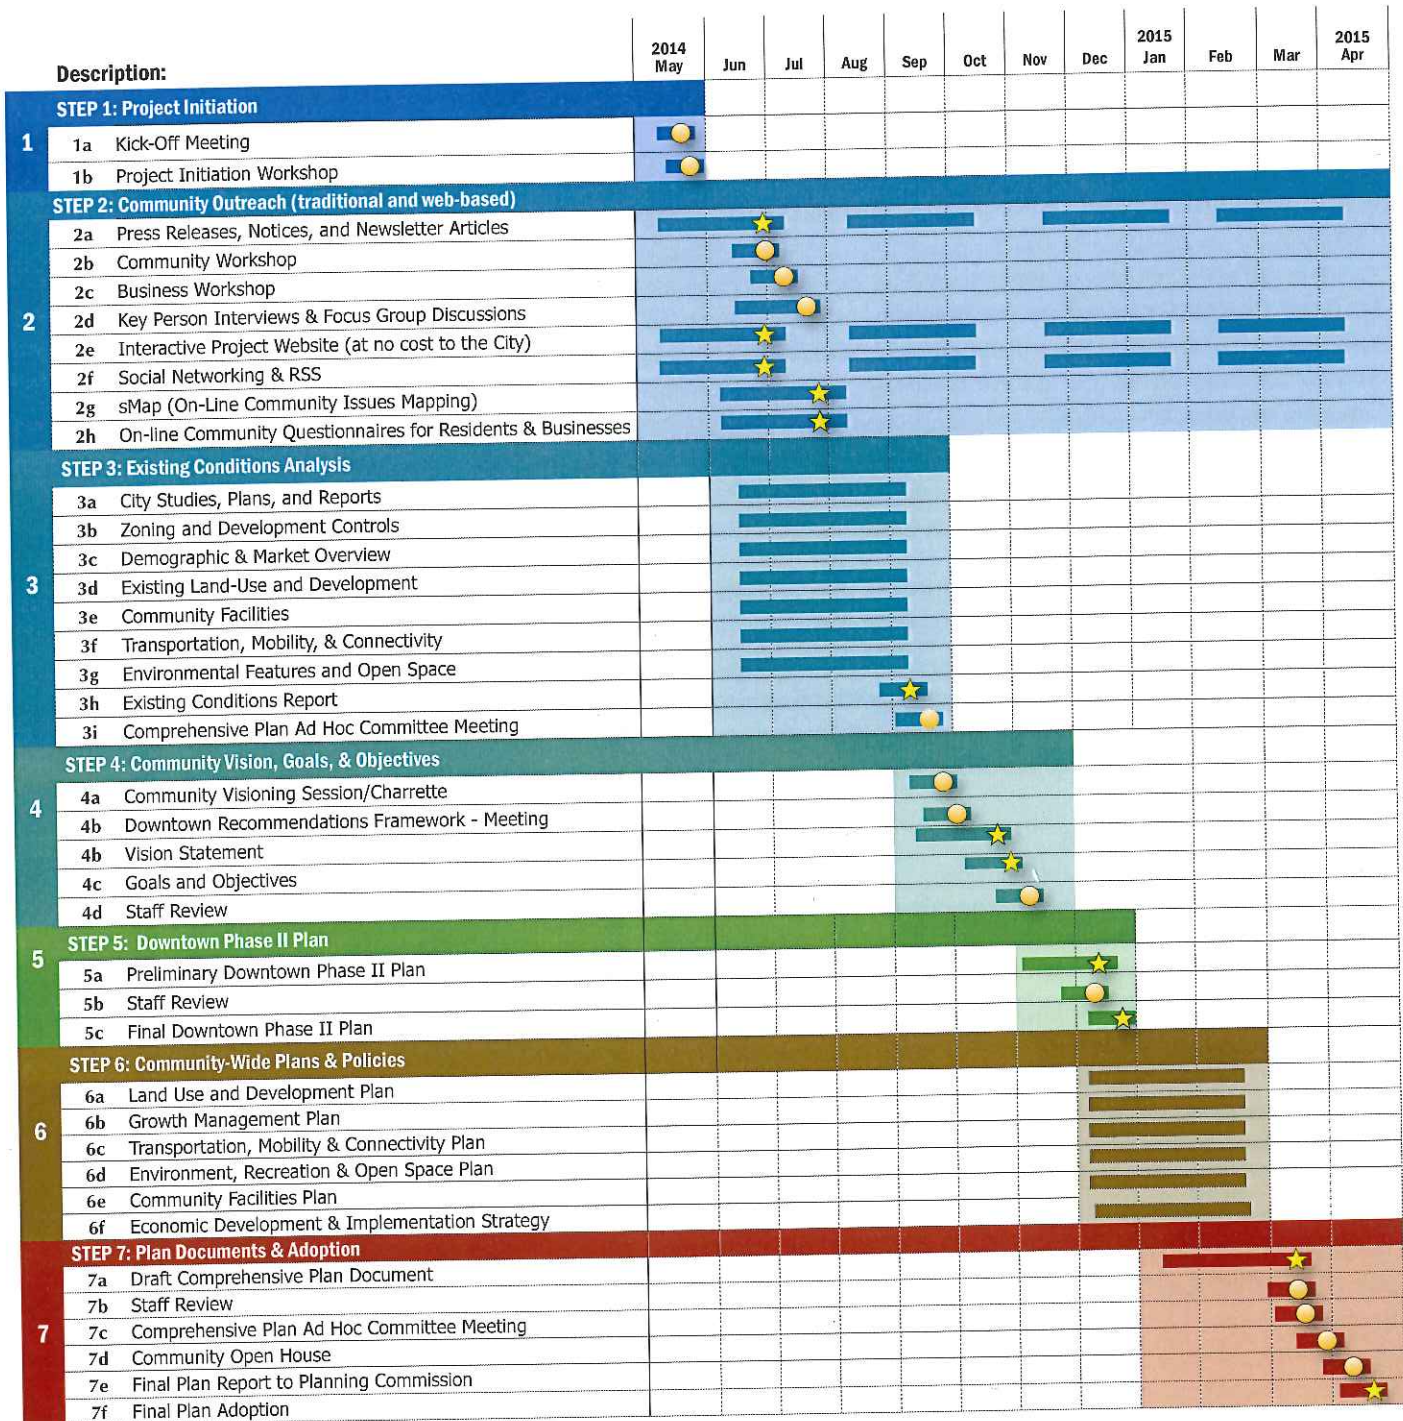 Description:
2014 May Jun Jul Aug Sep Oct Nov Dec 2015 Jan Feb Mar 2015 Apr
STEP 1: Project Initiation
1
1a Kick-Off Meeting
1b Project Initiation Workshop
STEP 2: Community Outreach (traditional and web-based)
2
2a Press Releases, Notices, and Newsletter Articles
2b Community Workshop
2c Business Workshop
2d Key Person Interviews & Focus Group Discussions
2e Interactive Project Website (at no cost to the City)
2f Social Networking & RSS
2g sMap (On-Line Community Issues Mapping)
2h On-line Community Questionnaires for Residents & Businesses
STEP 3: Existing Conditions Analysis
3
3a City Studies, Plans, and Reports
3b Zoning and Development Controls
3c Demographic & Market Overview
3d Existing Land-Use and Development
3e Community Facilities
3f Transportation, Mobility, & Connectivity
3g Environmental Features and Open Space
3h Existing Conditions Report
3i Comprehensive Plan Ad Hoc Committee Meeting
STEP 4: Community Vision, Goals, & Objectives
4
4a Community Visioning Session/Charrette
4b Downtown Recommendations Framework - Meeting
4b Vision Statement
4c Goals and Objectives
4d Staff Review
STEP 5: Downtown Phase II Plan
5
5a Preliminary Downtown Phase II Plan
5b Staff Review
5c Final Downtown Phase II Plan
STEP 6: Community-Wide Plans & Policies
6
6a Land Use and Development Plan
6b Growth Management Plan
6c Transportation, Mobility & Connectivity Plan
6d Environment, Recreation & Open Space Plan
6e Community Facilities Plan
6f Economic Development & Implementation Strategy
STEP 7: Plan Documents & Adoption
7
7a Draft Comprehensive Plan Document
7b Staff Review
7c Comprehensive Plan Ad Hoc Committee Meeting
7d Community Open House
7e Final Plan Report to Planning Commission
7f Final Plan Adoption